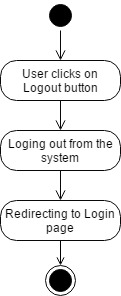 User clicks on
Logout button
Loging out from the
system
Redirecting to Login
page